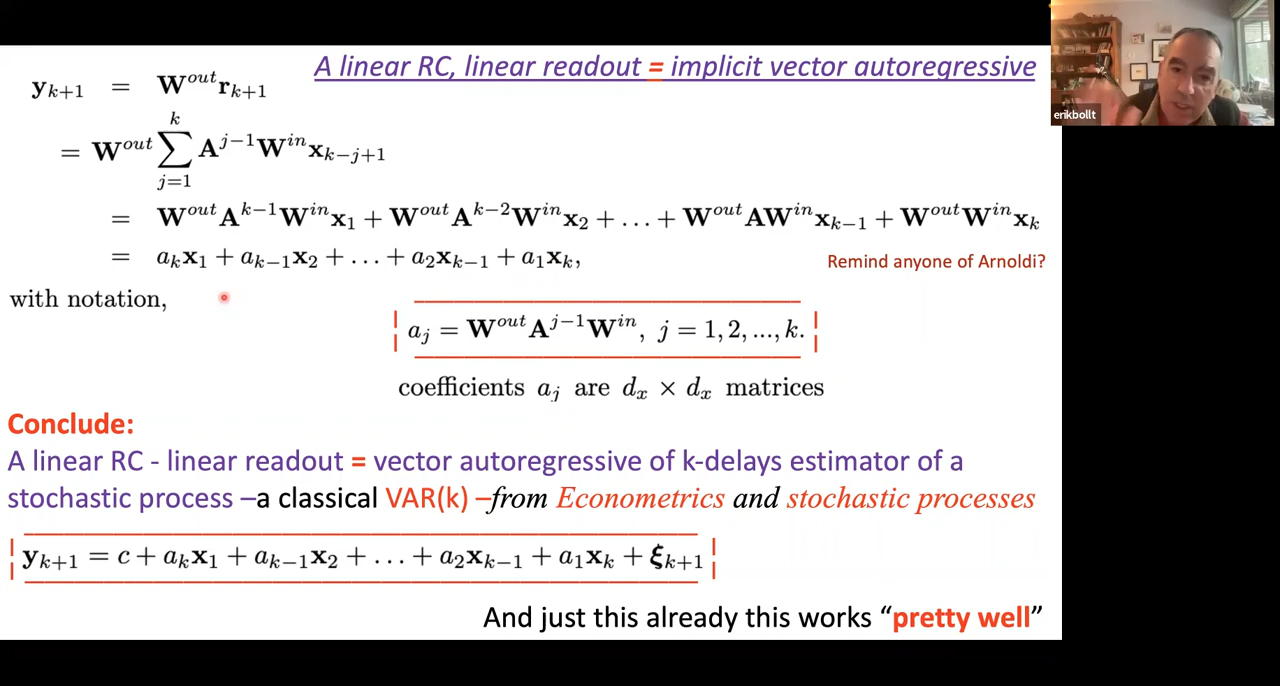 A linear RC, linear readout = implicit vector autoregressive
y_{k+1} = W^{out} r_{k+1}
= W^{out} \sum_{j=1}^{k} A^{j-1} W^{in} x_{k-j+1}
= W^{out} A^{k-1} W^{in} x_1 + W^{out} A^{k-2} W^{in} x_2 + … + W^{out} A W^{in} x_{k-1} + W^{out} W^{in} x_k
= a_k x_1 + a_{k-1} x_2 + … + a_2 x_{k-1} + a_1 x_k,
Remind anyone of Arnoldi?
with notation,
a_j = W^{out} A^{j-1} W^{in}, j = 1, 2, ..., k.
coefficients a_j are d_x × d_x matrices
Conclude:
A linear RC - linear readout = vector autoregressive of k-delays estimator of a
stochastic process –a classical VAR(k) –from Econometrics and stochastic processes
y_{k+1} = c + a_k x_1 + a_{k-1} x_2 + … + a_2 x_{k-1} + a_1 x_k + ξ_{k+1}
And just this already this works “pretty well”
erikbollt